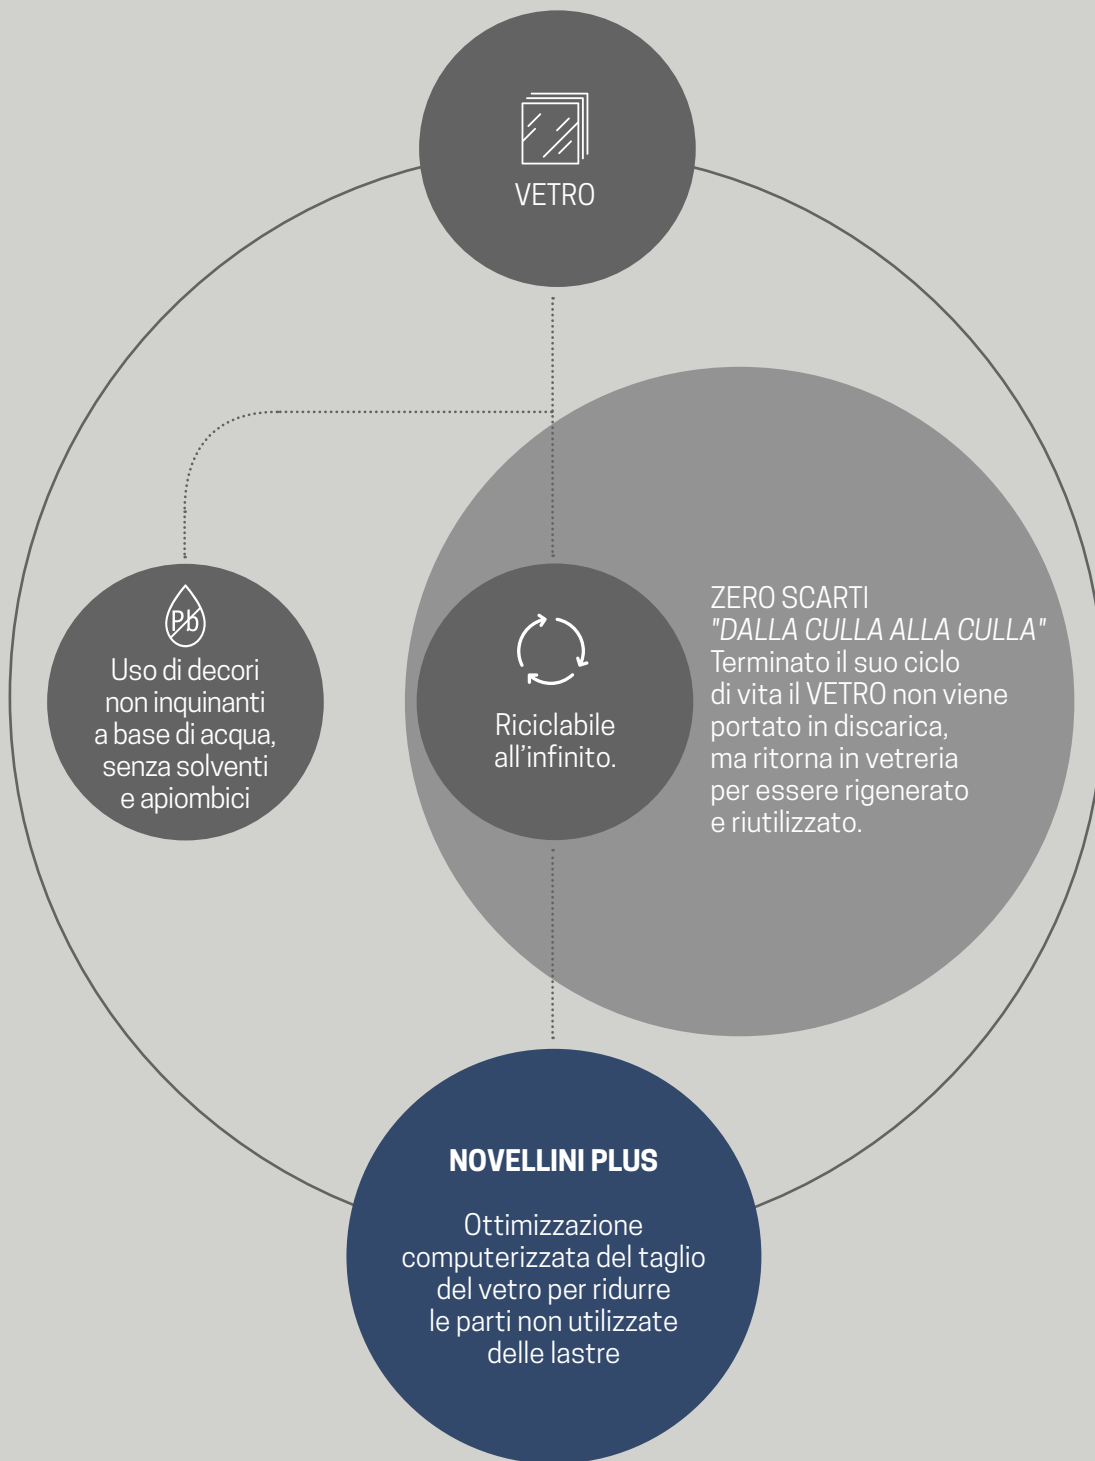 VETRO
Pb
Uso di decori
non inquinanti
a base di acqua,
senza solventi
e apiombici
Riciclabile
all'infinito.
ZERO SCARTI
"DALLA CULLA ALLA CULLA"
Terminato il suo ciclo
di vita il VETRO non viene
portato in discarica,
ma ritorna in vetreria
per essere rigenerato
e riutilizzato.
NOVELLINI PLUS
Ottimizzazione
computerizzata del taglio
del vetro per ridurre
le parti non utilizzate
delle lastre